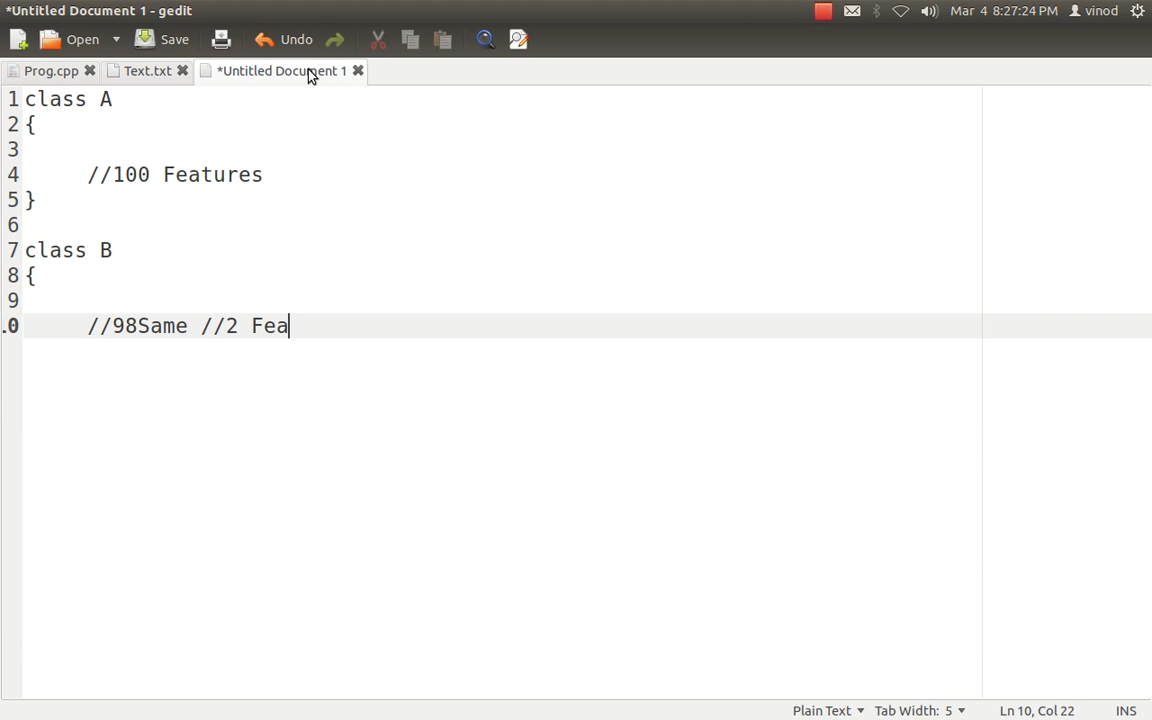 *Untitled Document 1 - gedit
Mar 4 8:27:24 PM vinod
Open Save Undo
Prog.cpp Text.txt *Untitled Document 1
1 class A
2 {
3
4 //100 Features
5 }
6
7 class B
8 {
9
.0 //98Same //2 Fea
Plain Text Tab Width: 5 Ln 10, Col 22 INS